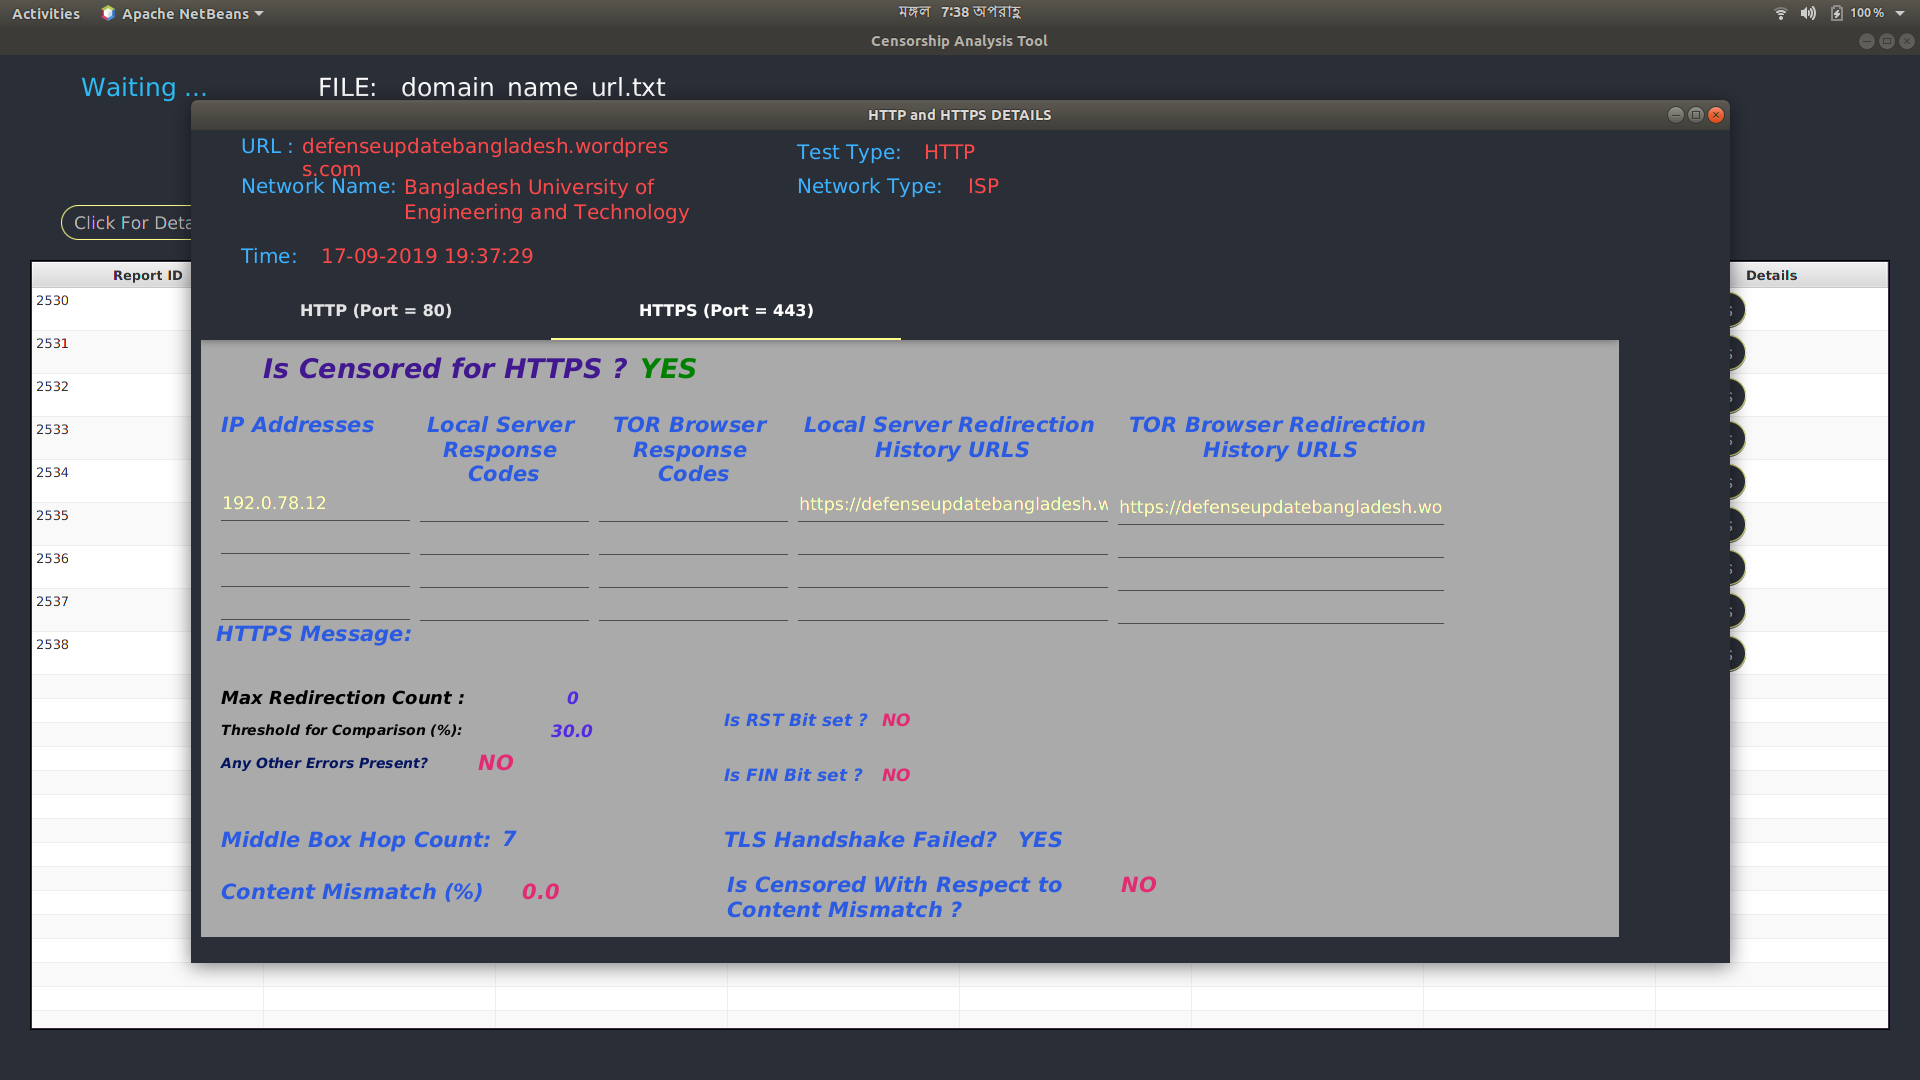 Activities Apache NetBeans মঙ্গল 7:38 অপরাহ্ণ 100%
Censorship Analysis Tool
Waiting ... FILE: domain_name_url.txt
HTTP and HTTPS DETAILS
URL : defenseupdatebangladesh.wordpres
s.com
Test Type: HTTP
Network Name: Bangladesh University of
Engineering and Technology
Network Type: ISP
Click For Deta
Time: 17-09-2019 19:37:29
Report ID Details
HTTP (Port = 80) HTTPS (Port = 443)
2530
2531
2532
2533
2534
2535
2536
2537
2538
Is Censored for HTTPS ? YES
IP Addresses
Local Server
Response
Codes
TOR Browser
Response
Codes
Local Server Redirection
History URLS
TOR Browser Redirection
History URLS
192.0.78.12 https://defenseupdatebangladesh.w https://defenseupdatebangladesh.wo
HTTPS Message:
Max Redirection Count : 0
Threshold for Comparison (%): 30.0
Any Other Errors Present? NO
Is RST Bit set ? NO
Is FIN Bit set ? NO
Middle Box Hop Count: 7
TLS Handshake Failed? YES
Content Mismatch (%) 0.0
Is Censored With Respect to
Content Mismatch ? NO